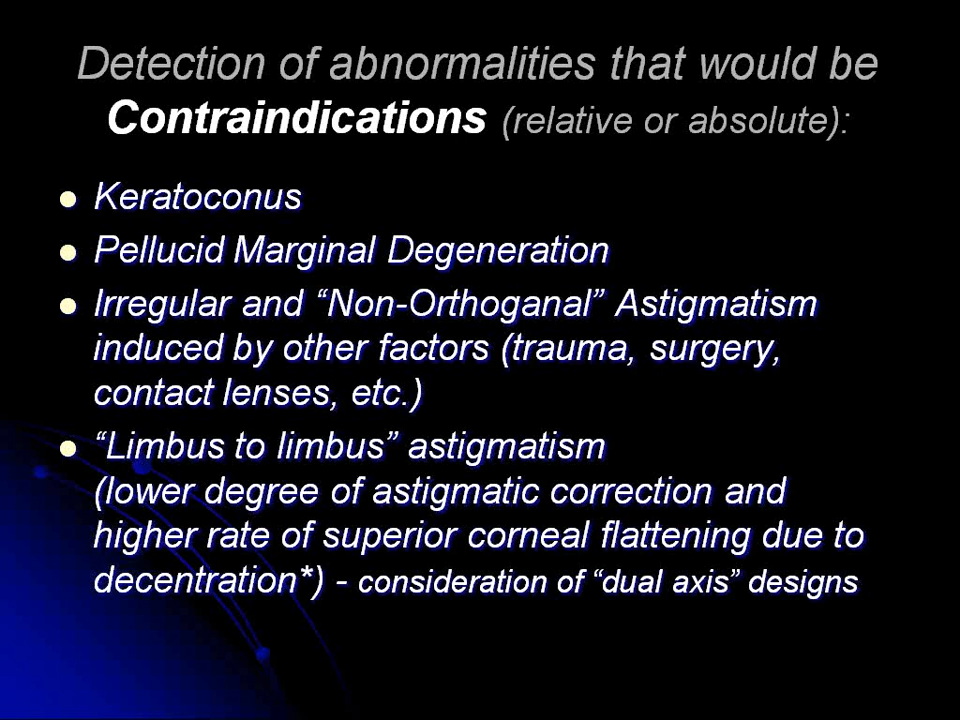 Detection of abnormalities that would be
Contraindications (relative or absolute):
Keratoconus
Pellucid Marginal Degeneration
Irregular and “Non-Orthoganal” Astigmatism
induced by other factors (trauma, surgery,
contact lenses, etc.)
“Limbus to limbus” astigmatism
(lower degree of astigmatic correction and
higher rate of superior corneal flattening due to
decentration*) - consideration of “dual axis” designs